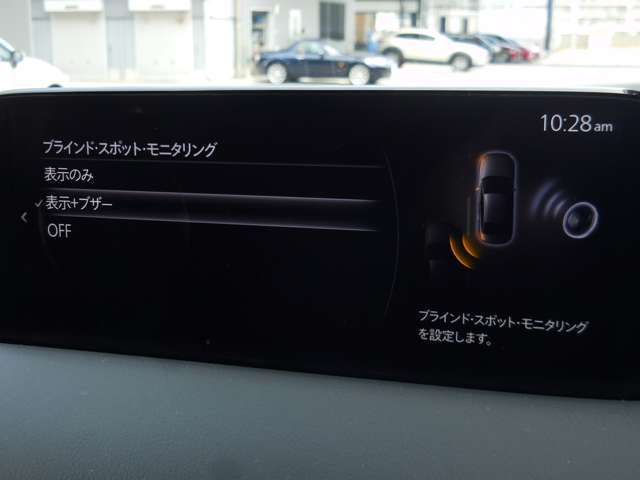 10:28 am
ブラインド・スポット・モニタリング
表示のみ
✓表示+ブザー
OFF
ブラインド・スポット・モニタリング
を設定します。